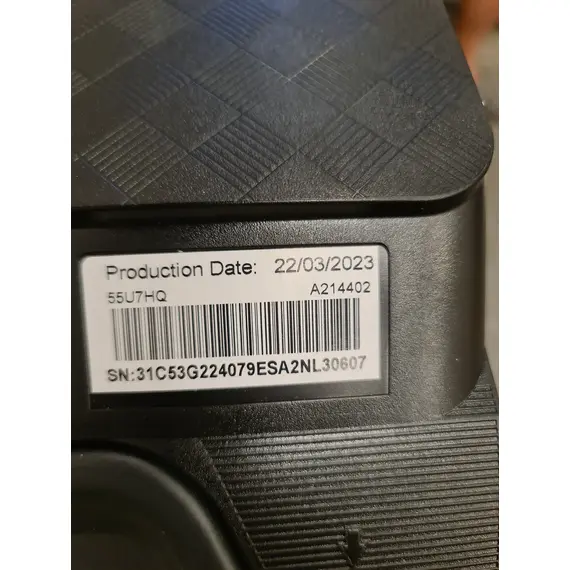 Production Date: 22/03/2023
55U7HQ A214402
SN:31C53G224079ESA2NL30607